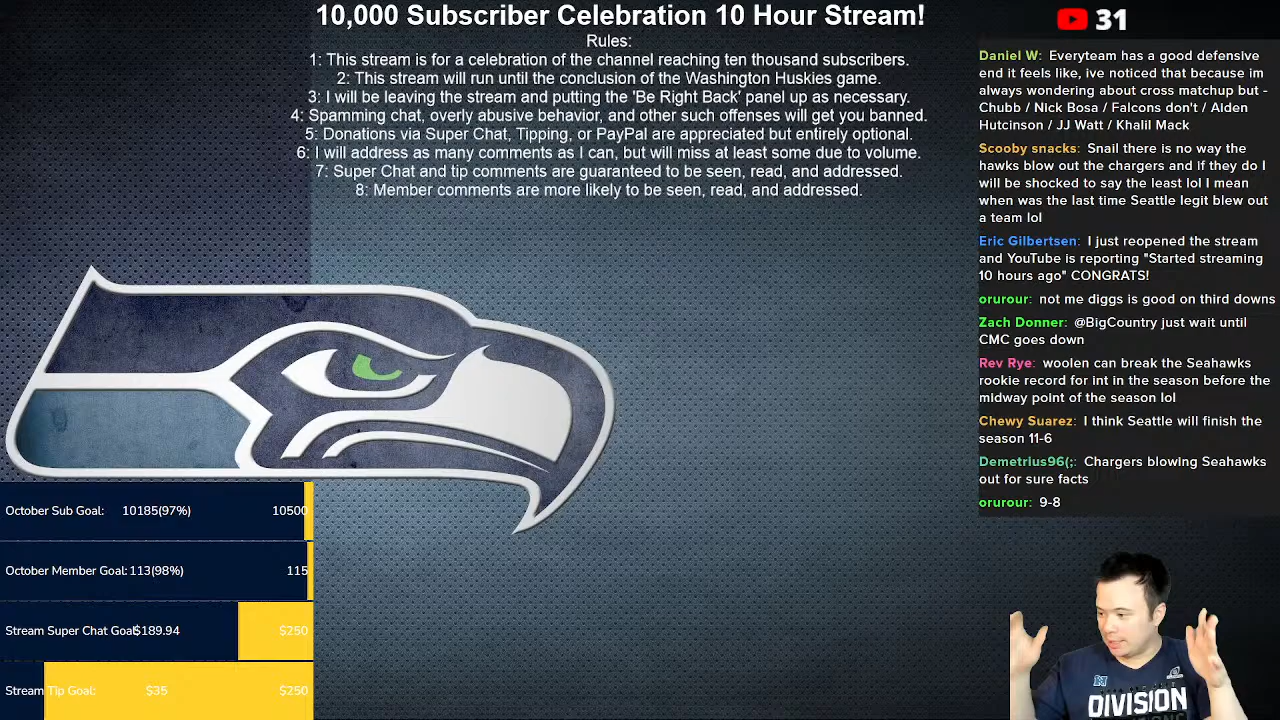 10,000 Subscriber Celebration 10 Hour Stream!
Rules:
1: This stream is for a celebration of the channel reaching ten thousand subscribers.
2: This stream will run until the conclusion of the Washington Huskies game.
3: I will be leaving the stream and putting the 'Be Right Back' panel up as necessary.
4: Spamming chat, overly abusive behavior, and other such offenses will get you banned.
5: Donations via Super Chat, Tipping, or PayPal are appreciated but entirely optional.
6: I will address as many comments as I can, but will miss at least some due to volume.
7: Super Chat and tip comments are guaranteed to be seen, read, and addressed.
8: Member comments are more likely to be seen, read, and addressed.
31
Daniel W: Everyteam has a good defensive
end it feels like, ive noticed that because im
always wondering about cross matchup but -
Chubb / Nick Bosa / Falcons don't / AIden
Hutcinson / JJ Watt / Khalil Mack
Scooby snacks: Snail there is no way the
hawks blow out the chargers and If they do I
will be shocked to say the least lol I mean
when was the last time Seattle legit blew out
a team lol
Eric Gilbertsen: I just reopened the stream
and YouTube is reporting "Started streaming
10 hours ago" CONGRATS!
orurour: not me diggs is good on third downs
Zach Donner: @BigCountry just wait until
CMC goes down
Rev Rye: woolen can break the Seahawks
rookie record for int in the season before the
midway point of the season lol
Chewy Suarez: I think Seattle will finish the
season 11-6
Demetrius96(;: Chargers blowing Seahawks
out for sure facts
orurour: 9-8
October Sub Goal: 10185(97%) 10500
October Member Goal: 113(98%) 115
Stream Super Chat Goal: $189.94 $250
Stream Tip Goal: $35 $250
DIVISION